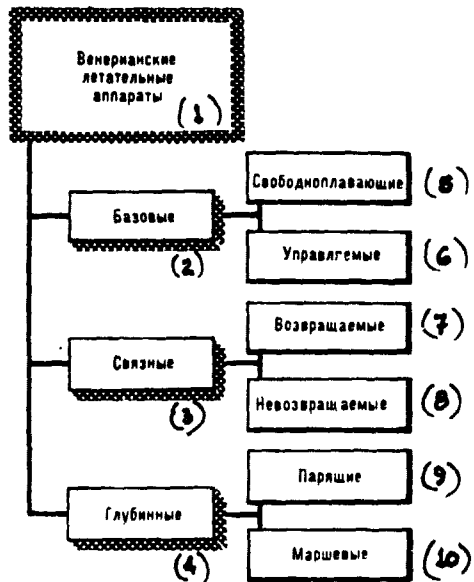 Венерианские
летательные
аппараты
(1)
Базовые
(2)
Свободноплавающие (5)
Управляемые (6)
Связные
(3)
Возвращаемые (7)
Невозвращаемые (8)
Глубинные
(4)
Парящие (9)
Маршевые (10)